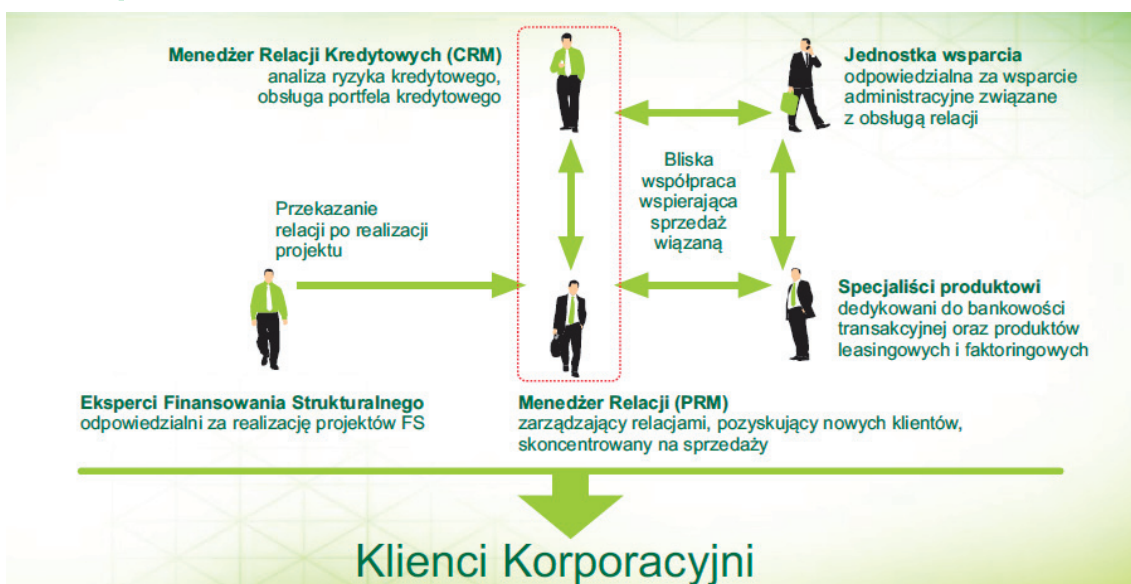 Menedżer Relacji Kredytowych (CRM)
analiza ryzyka kredytowego,
obsługa portfela kredytowego
Jednostka wsparcia
odpowiedzialna za wsparcie
administracyjne związane
z obsługą relacji
Bliska
współpraca
wspierająca
sprzedaż
wiązaną
Przekazanie
relacji po realizacji
projektu
Specjaliści produktowi
dedykowani do bankowości
transakcyjnej oraz produktów
leasingowych i faktoringowych
Eksperci Finansowania Strukturalnego
odpowiedzialni za realizację projektów FS
Menedżer Relacji (PRM)
zarządzający relacjami, pozyskujący nowych klientów,
skoncentrowany na sprzedaży
Klienci Korporacyjni